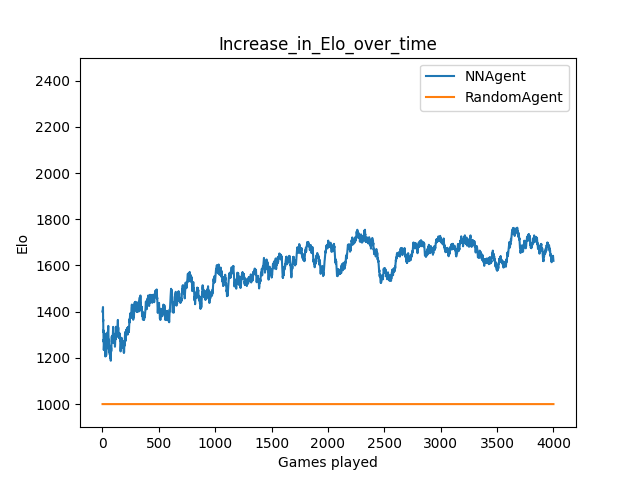 Increase_in_Elo_over_time
NNAgent
RandomAgent
2400
2200
2000
1800
1600
1400
1200
1000
Elo
0 500 1000 1500 2000 2500 3000 3500 4000
Games played